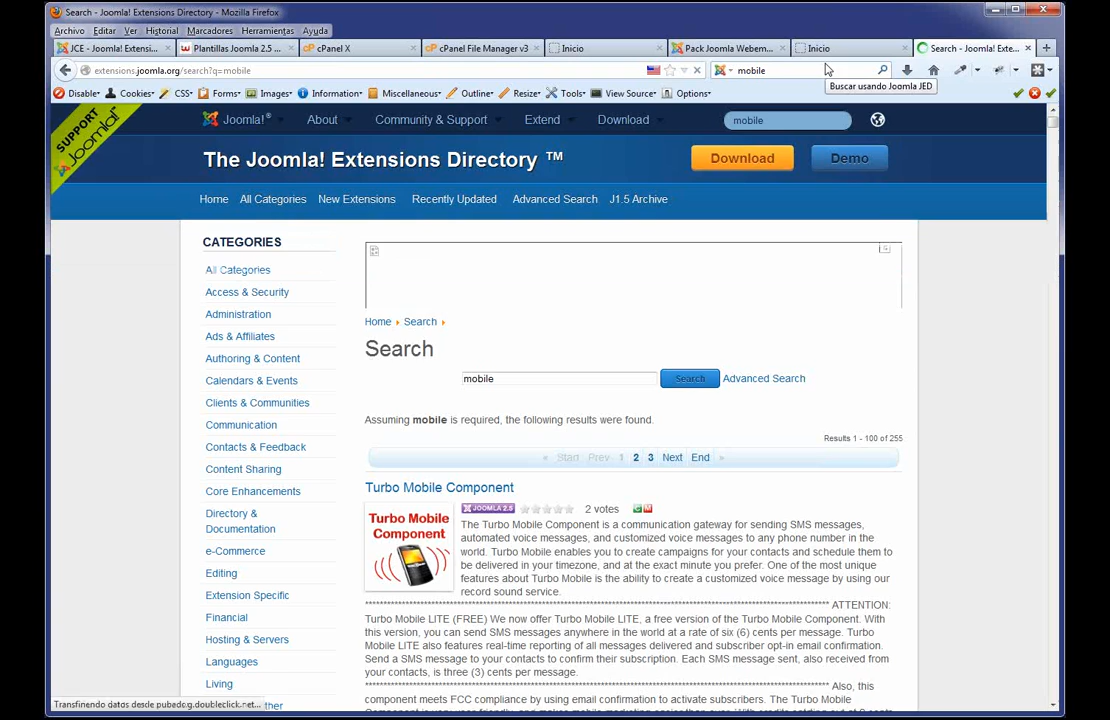 Search - Joomla! Extensions Directory - Mozilla Firefox
Archivo Editar Ver Historial Marcadores Herramientas Ayuda
JCE - Joomla! Extensi... Plantillas Joomla 2.5 ... cPanel X cPanel File Manager v3 Inicio Pack Joomla Webem... Inicio Search - Joomla! Exte...
extensions.joomla.org/search?q=mobile mobile
Buscar usando Joomla JED
Disable Cookies CSS Forms Images Information Miscellaneous Outline Resize Tools View Source Options
SUPPORT
Joomla!
Joomla!® About Community & Support Extend Download mobile
The Joomla! Extensions Directory ™ Download Demo
Home All Categories New Extensions Recently Updated Advanced Search J1.5 Archive
CATEGORIES
All Categories
Access & Security
Administration
Ads & Affiliates
Authoring & Content
Calendars & Events
Clients & Communities
Communication
Contacts & Feedback
Content Sharing
Core Enhancements
Directory &
Documentation
e-Commerce
Editing
Extension Specific
Financial
Hosting & Servers
Languages
Living
Home Search
Search
mobile Search Advanced Search
Assuming mobile is required, the following results were found.
Results 1 - 100 of 255
« Start Prev 1 2 3 Next End »
Turbo Mobile Component
Turbo Mobile
Component
JOOMLA 2.5 2 votes C M
The Turbo Mobile Component is a communication gateway for sending SMS messages,
automated voice messages, and customized voice messages to any phone number in the
world. Turbo Mobile enables you to create campaigns for your contacts and schedule them to
be delivered in your timezone, and at the exact minute you prefer. One of the most unique
features about Turbo Mobile is the ability to create a customized voice message by using our
record sound service.
ATTENTION:
Turbo Mobile LITE (FREE) We now offer Turbo Mobile LITE, a free version of the Turbo Mobile Component. With
this version, you can send SMS messages anywhere in the world at a rate of six (6) cents per message. Turbo
Mobile LITE also features real-time reporting of all messages delivered and subscriber opt-in email confirmation.
Send a SMS message to your contacts to confirm their subscription. Each SMS message sent, also received from
your contacts, is three (3) cents per message.
Also, this
component meets FCC compliance by using email confirmation to activate subscribers. The Turbo Mobile
Transfiriendo datos desde pubads.g.doubleclick.net...